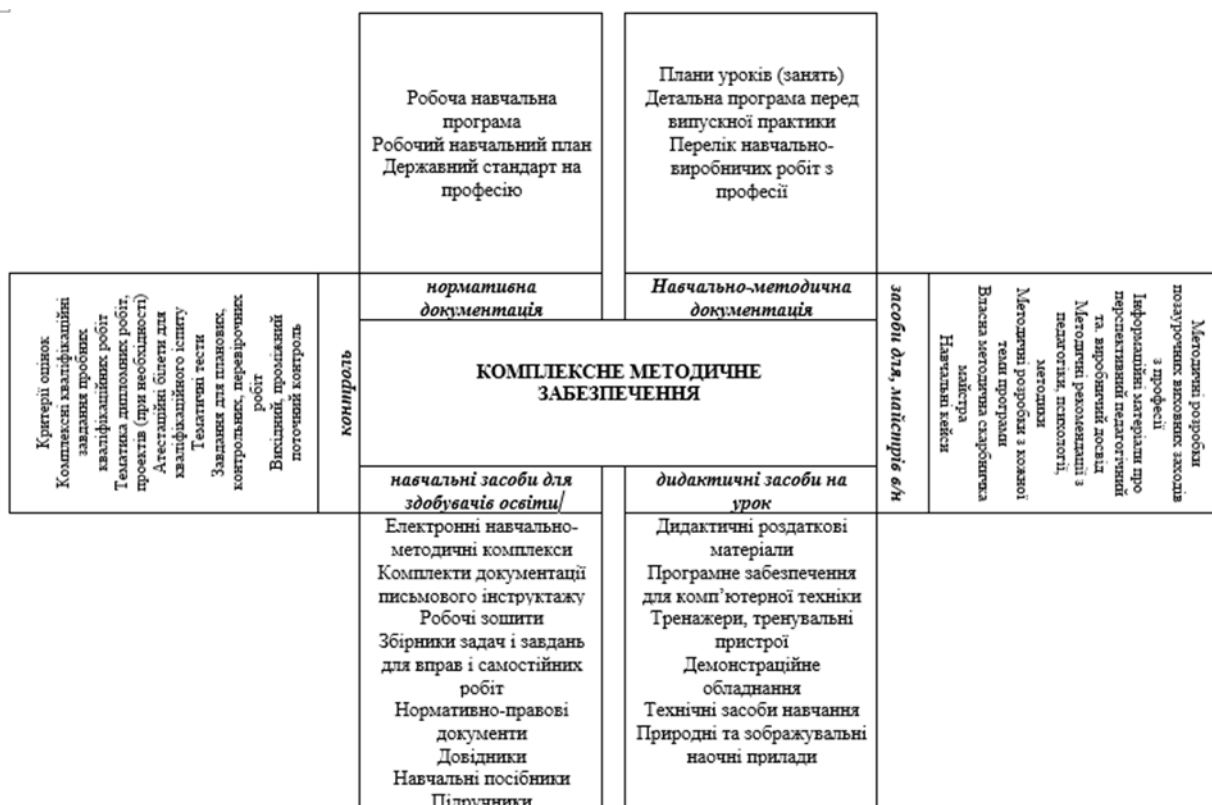 Робоча навчальна
програма
Робочий навчальний план
Державний стандарт на
професію
Плани уроків (занять)
Детальна програма перед
випускної практики
Перелік навчально-
виробничих робіт з
професії
Критерії оцінок
Комплексні кваліфікаційні
завдання пробних
кваліфікаційних робіт
Тематика дипломних робіт,
проектів (при необхідності)
Атестаційні білети для
кваліфікаційного іспиту
Тематичні тести
Завдання для планових,
контрольних, перевірочних
робіт
Вихідний, проміжний
поточний контроль
контроль
нормативна
документація
Навчально-методична
документація
КОМПЛЕКСНЕ МЕТОДИЧНЕ
ЗАБЕЗПЕЧЕННЯ
засоби для, майстрів в/н
Методичні розробки
позаурочних виховних заходів
з професії
Інформаційні матеріали про
перспективний педагогічний
та виробничий досвід
Методичні рекомендації з
педагогіки, психології,
методики
Методичні розробки з кожної
теми програми
Власна методична скарбничка
майстра
Навчальні кейси
навчальні засоби для
здобувачів освіти/
дидактичні засоби на
урок
Електронні навчально-
методичні комплекси
Комплекти документації
письмового інструктажу
Робочі зошити
Збірники задач і завдань
для вправ і самостійних
робіт
Нормативно-правові
документи
Довідники
Навчальні посібники
Підручники
Дидактичні роздаткові
матеріали
Програмне забезпечення
для комп’ютерної техніки
Тренажери, тренувальні
пристрої
Демонстраційне
обладнання
Технічні засоби навчання
Природні та зображувальні
наочні прилади